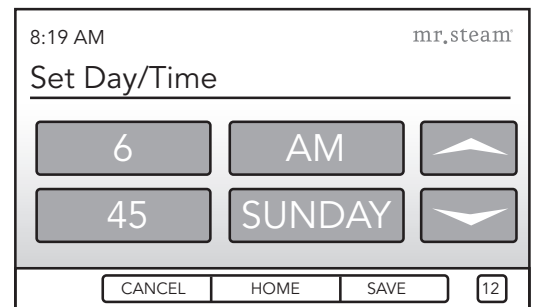 8:19 AM mr.steam®
Set Day/Time
6 AM
45 SUNDAY
CANCEL HOME SAVE 12